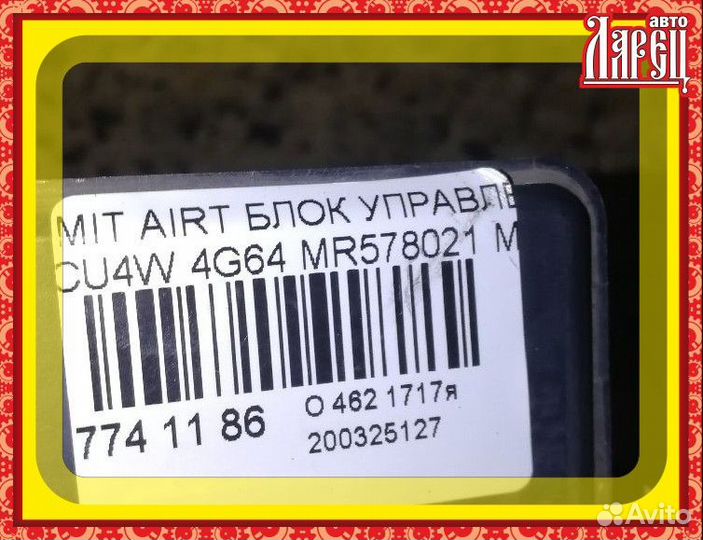 авто
Ларец
MIT AIRT БЛОК УПРАВЛЕ
CU4W 4G64 MR578021 M
774 11 86
О 462 1717я
200325127
Avito